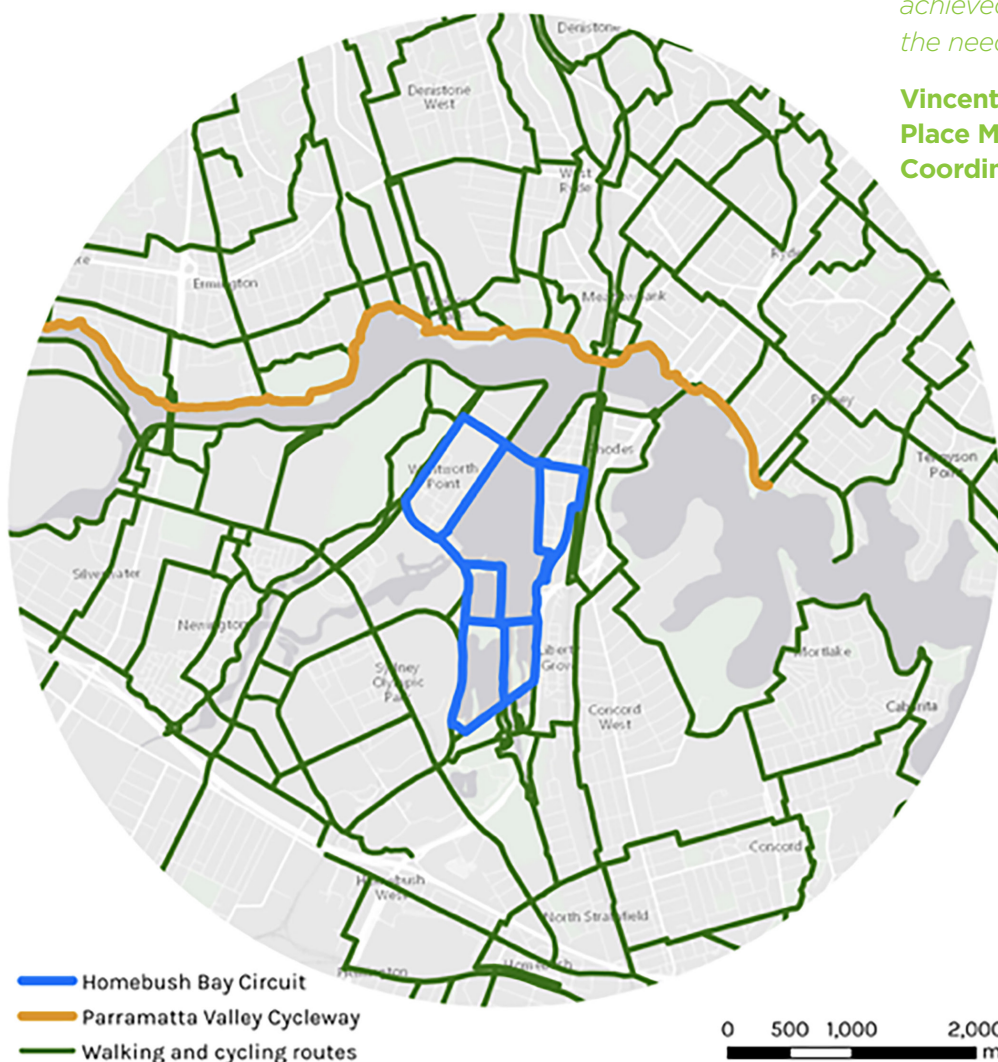 achieved
the need
Vincent
Place M
Coordin
Denistone
Denistone
West
West
Ryde
Ryde
Ermington
Meadowbank
Putney
Tennyson
Point
Rhodes
Wentworth
Point
Silverwater
Newington
Sydney
Olympic
Park
Liberty
Grove
Mortlake
Cabarita
Concord
West
Concord
Homebush
West
North Strathfield
Homebush
Homebush Bay Circuit
Parramatta Valley Cycleway
Walking and cycling routes
0 500 1,000 2,000
m